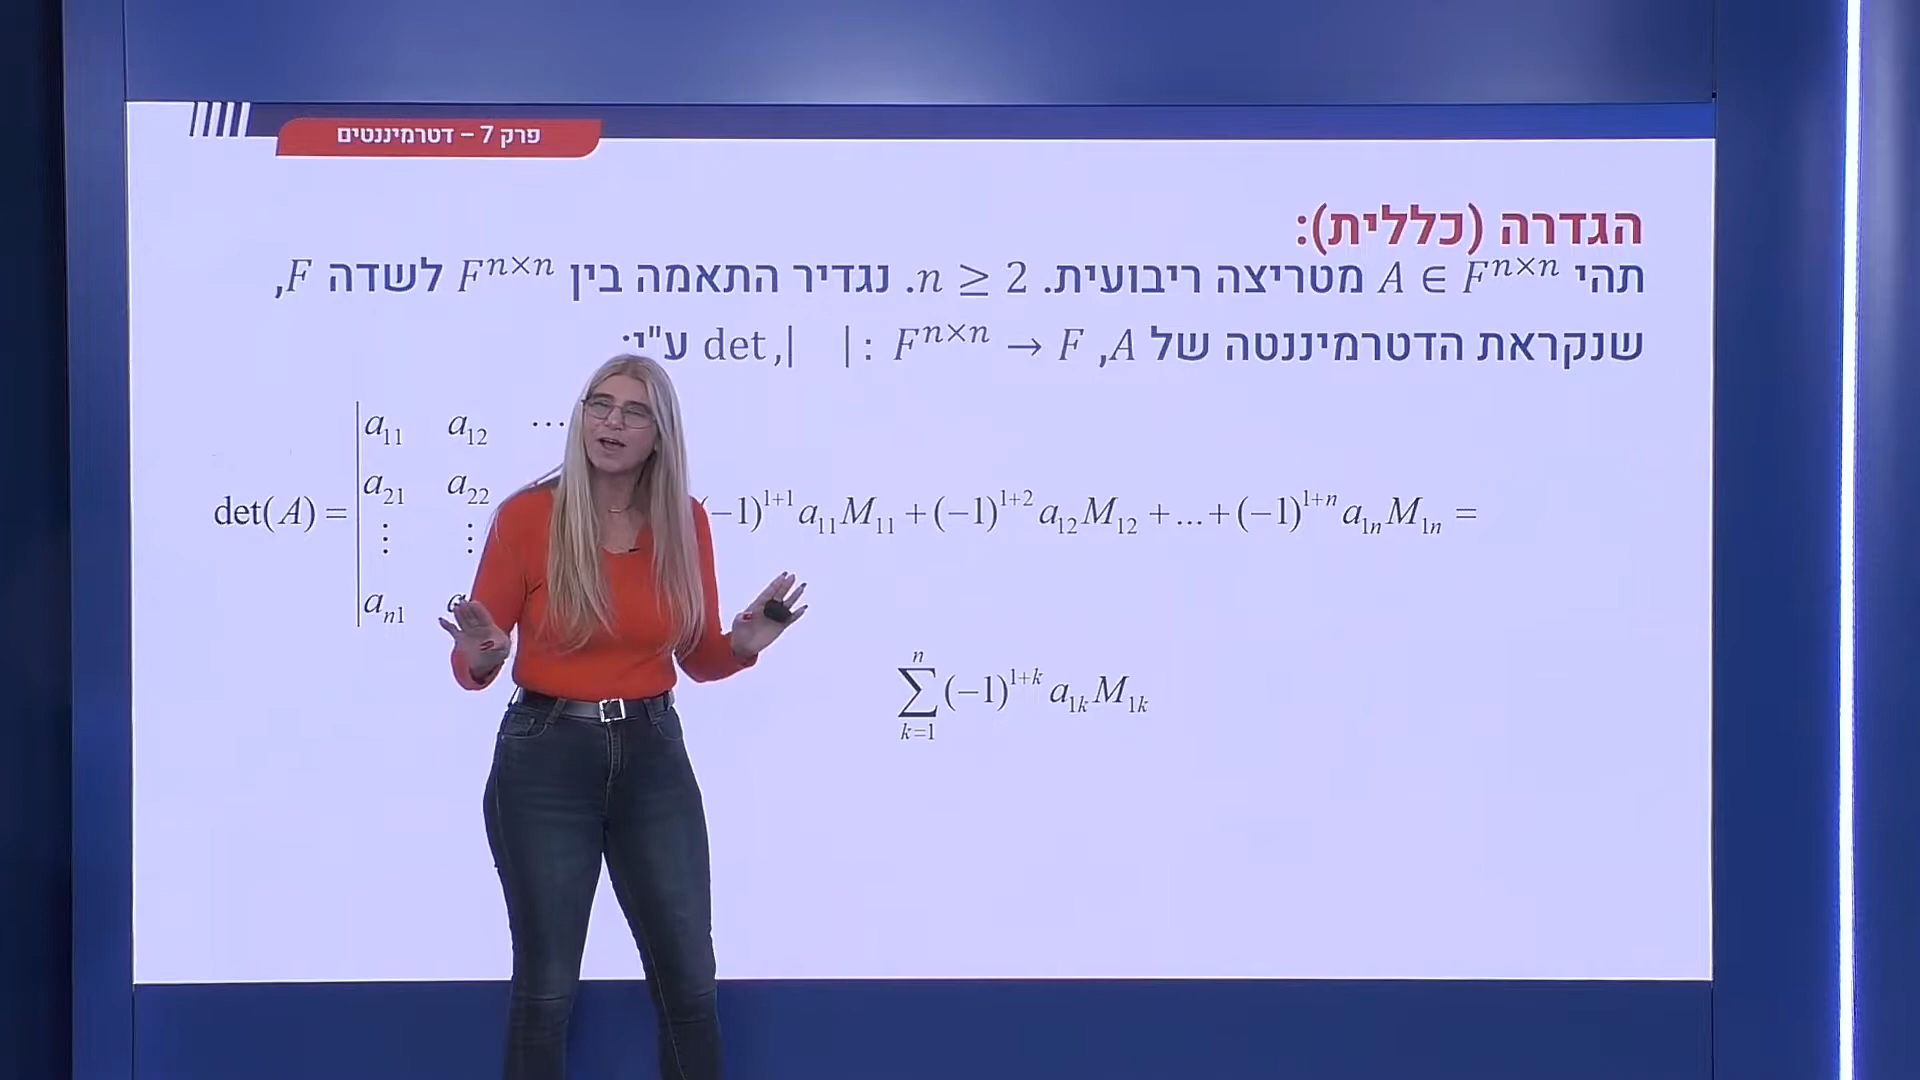 פרק 7 – דטרמיננטים
הגדרה (כללית):
תהי A ∈ F^{n×n} מטריצה ריבועית. n ≥ 2. נגדיר התאמה בין F^{n×n} לשדה F,
שנקראת הדטרמיננטה של A, det,| | : F^{n×n} → F ע"י:
a_{11} a_{12} ⋯
a_{21} a_{22}
det(A) = (−1)^{1+1} a_{11} M_{11} + (−1)^{1+2} a_{12} M_{12} + ... + (−1)^{1+n} a_{1n} M_{1n} =
⋮ ⋮
a_{n1}
∑_{k=1}^{n} (−1)^{1+k} a_{1k} M_{1k}